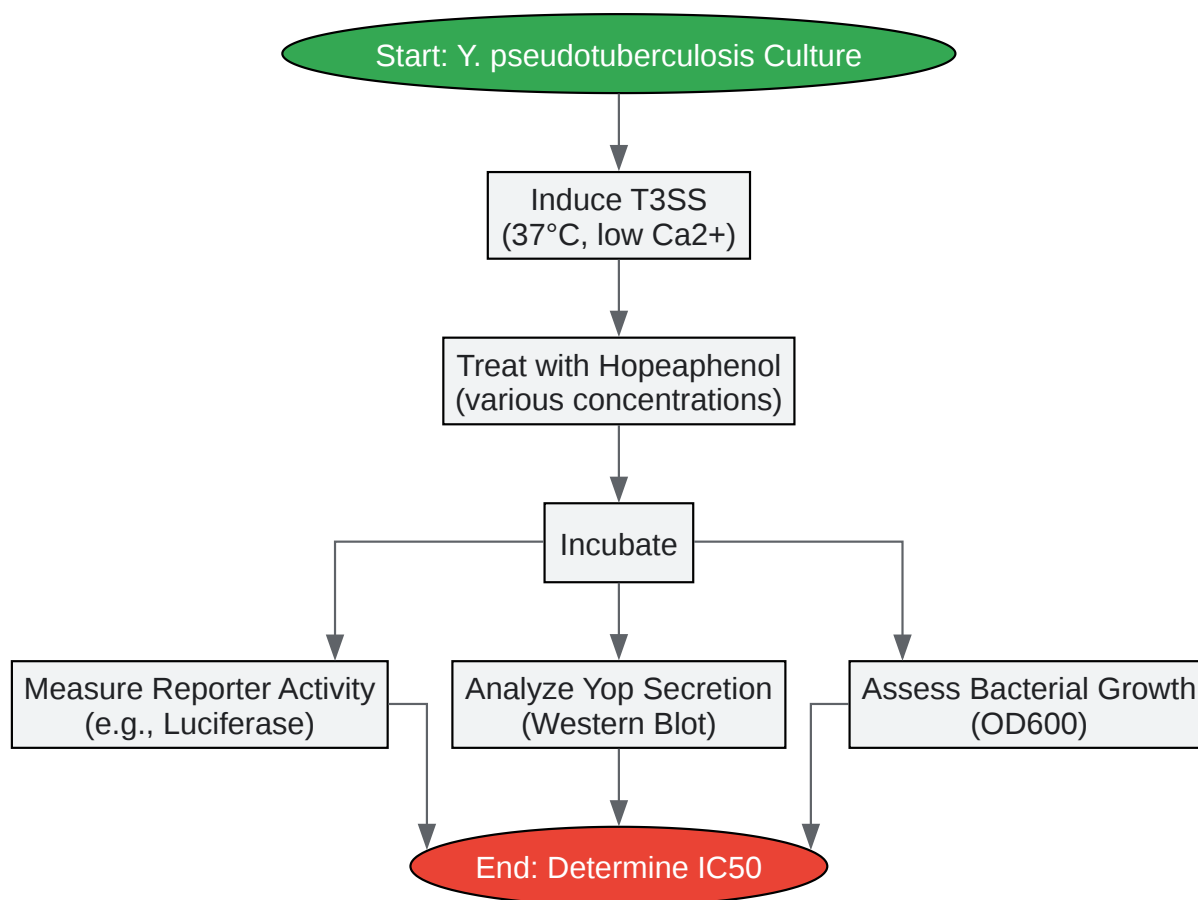 Start: Y. pseudotuberculosis Culture
Induce T3SS
(37°C, low Ca2+)
Treat with Hopeaphenol
(various concentrations)
Incubate
Measure Reporter Activity
(e.g., Luciferase)
Analyze Yop Secretion
(Western Blot)
Assess Bacterial Growth
(OD600)
End: Determine IC50